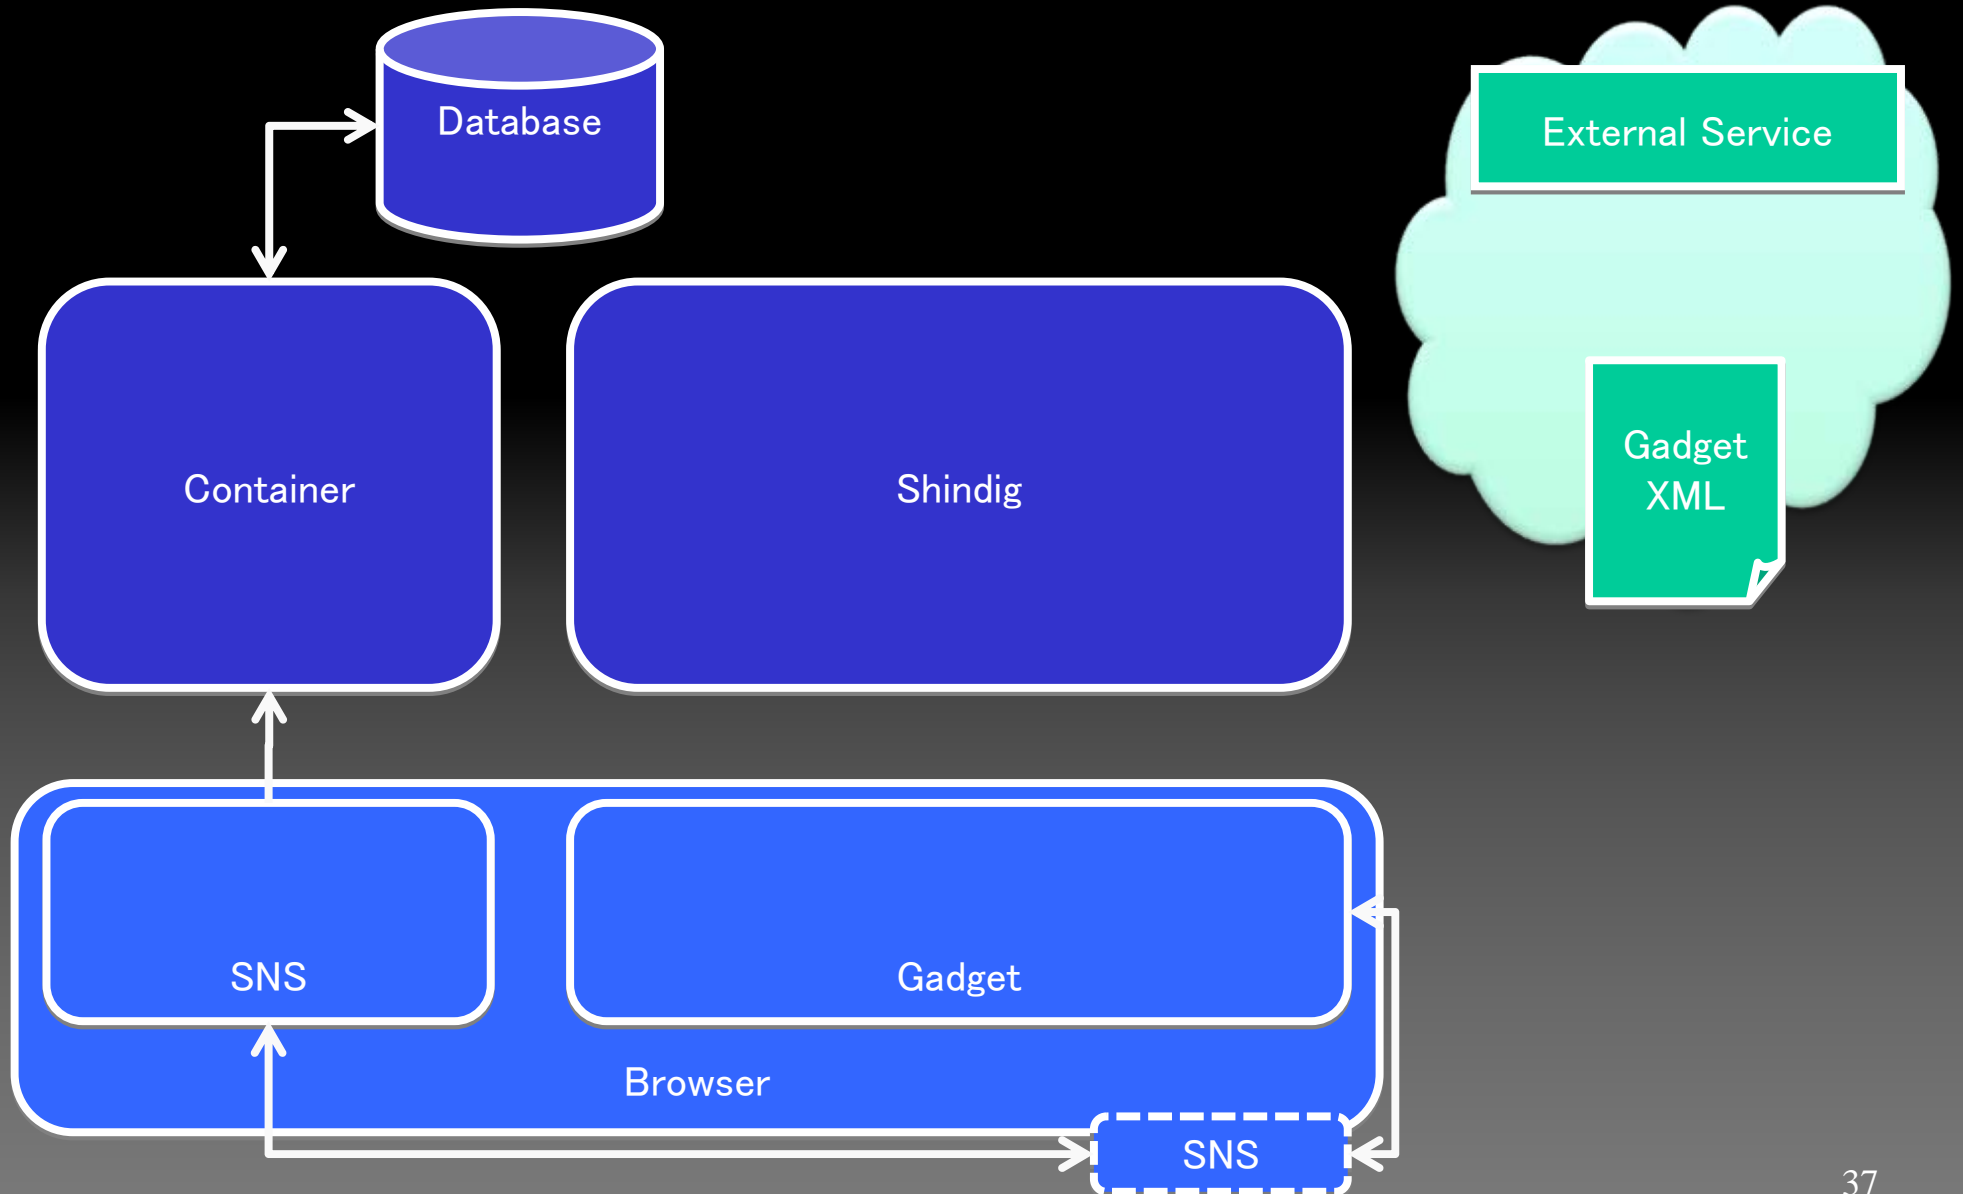 Database
External Service
Container
Shindig
Gadget
XML
SNS
Gadget
Browser
SNS
37